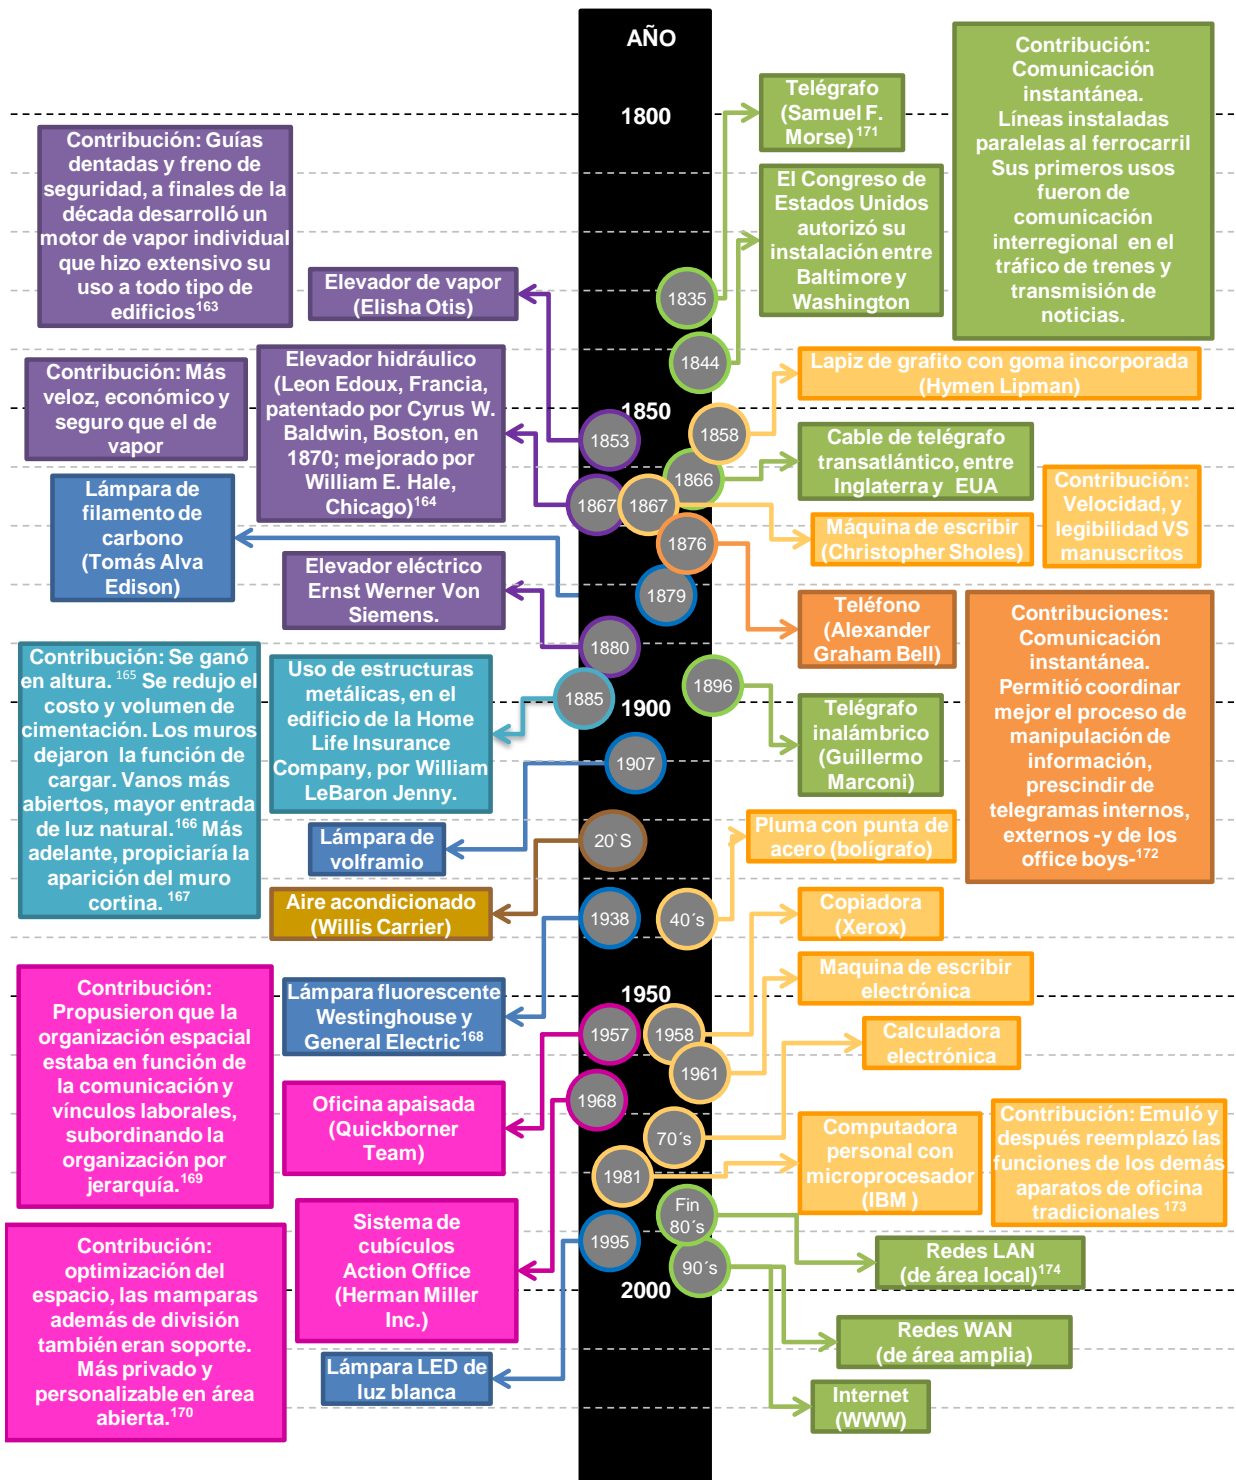 AÑO
1800
1850
1900
1950
2000
Contribución: Guías
dentadas y freno de
seguridad, a finales de la
década desarrolló un
motor de vapor individual
que hizo extensivo su
uso a todo tipo de
edificios163
Elevador de vapor
(Elisha Otis)
1853
Contribución: Más
veloz, económico y
seguro que el de
vapor
Elevador hidráulico
(Leon Edoux, Francia,
patentado por Cyrus W.
Baldwin, Boston, en
1870; mejorado por
William E. Hale,
Chicago)164
1867
Lámpara de
filamento de
carbono
(Tomás Alva
Edison)
1879
Elevador eléctrico
Ernst Werner Von
Siemens.
1880
Contribución: Se ganó
en altura. 165 Se redujo el
costo y volumen de
cimentación. Los muros
dejaron la función de
cargar. Vanos más
abiertos, mayor entrada
de luz natural.166 Más
adelante, propiciaría la
aparición del muro
cortina. 167
Uso de estructuras
metálicas, en el
edificio de la Home
Life Insurance
Company, por William
LeBaron Jenny.
1885
Lámpara de
volframio
1907
Aire acondicionado
(Willis Carrier)
20`S
Lámpara fluorescente
Westinghouse y
General Electric168
1938
Contribución:
Propusieron que la
organización espacial
estaba en función de
la comunicación y
vínculos laborales,
subordinando la
organización por
jerarquía.169
Oficina apaisada
(Quickborner
Team)
1957
Contribución:
optimización del
espacio, las mamparas
además de división
también eran soporte.
Más privado y
personalizable en área
abierta.170
Sistema de
cubículos
Action Office
(Herman Miller
Inc.)
1968
Lámpara LED de
luz blanca
1995
Telégrafo
(Samuel F.
Morse)171
1835
El Congreso de
Estados Unidos
autorizó su
instalación entre
Baltimore y
Washington
1844
Contribución:
Comunicación
instantánea.
Líneas instaladas
paralelas al ferrocarril
Sus primeros usos
fueron de
comunicación
interregional en el
tráfico de trenes y
transmisión de
noticias.
Lapiz de grafito con goma incorporada
(Hymen Lipman)
1858
Cable de telégrafo
transatlántico, entre
Inglaterra y EUA
1866
Máquina de escribir
(Christopher Sholes)
1867
Contribución:
Velocidad, y
legibilidad VS
manuscritos
Teléfono
(Alexander
Graham Bell)
1876
Contribuciones:
Comunicación
instantánea.
Permitió coordinar
mejor el proceso de
manipulación de
información,
prescindir de
telegramas internos,
externos -y de los
office boys-172
Telégrafo
inalámbrico
(Guillermo
Marconi)
1896
Pluma con punta de
acero (bolígrafo)
40´s
Copiadora
(Xerox)
1958
Maquina de escribir
electrónica
1961
Calculadora
electrónica
70´s
Computadora
personal con
microprocesador
(IBM )
1981
Contribución: Emuló y
después reemplazó las
funciones de los demás
aparatos de oficina
tradicionales 173
Redes LAN
(de área local)174
Fin
80´s
Redes WAN
(de área amplia)
90´s
Internet
(WWW)